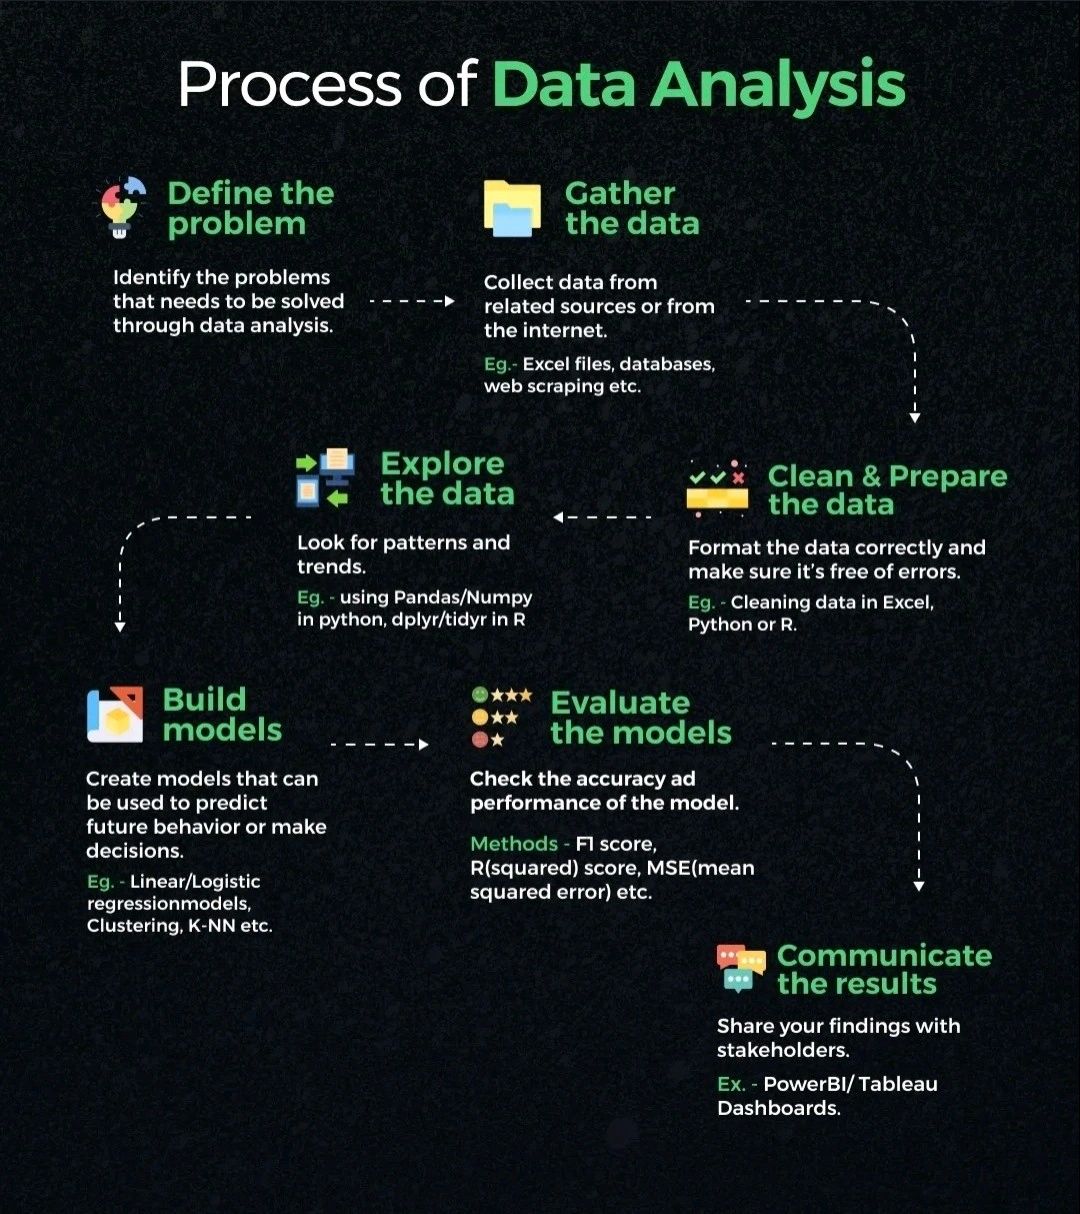 Process of Data Analysis
Define the
problem
Identify the problems
that needs to be solved
through data analysis.
Gather
the data
Collect data from
related sources or from
the internet.
Eg.- Excel files, databases,
web scraping etc.
Clean & Prepare
the data
Format the data correctly and
make sure it's free of errors.
Eg. - Cleaning data in Excel,
Python or R.
Explore
the data
Look for patterns and
trends.
Eg. - using Pandas/Numpy
in python, dplyr/tidyr in R
Build
models
Create models that can
be used to predict
future behavior or make
decisions.
Eg. - Linear/Logistic
regressionmodels,
Clustering, K-NN etc.
Evaluate
the models
Check the accuracy ad
performance of the model.
Methods - F1 score,
R(squared) score, MSE(mean
squared error) etc.
Communicate
the results
Share your findings with
stakeholders.
Ex. - PowerBI/ Tableau
Dashboards.